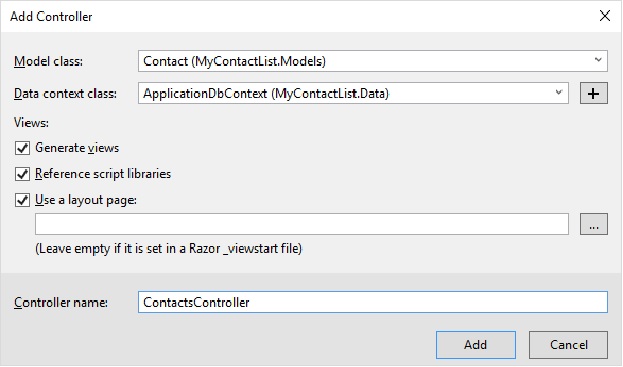 Add Controller
Model class: Contact (MyContactList.Models)
Data context class: ApplicationDbContext (MyContactList.Data) +
Views:
Generate views
Reference script libraries
Use a layout page:
...
(Leave empty if it is set in a Razor _viewstart file)
Controller name: ContactsController
Add Cancel